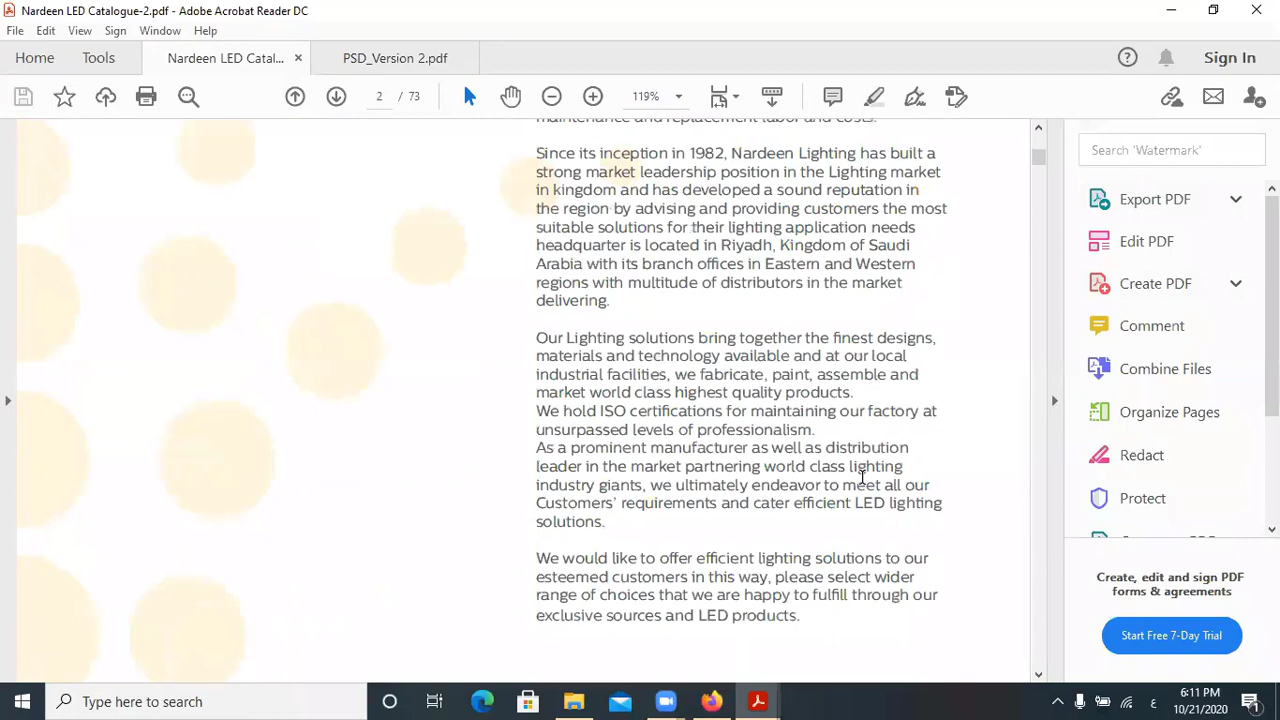 Nardeen LED Catalogue-2.pdf - Adobe Acrobat Reader DC
File Edit View Sign Window Help
Home Tools Nardeen LED Catal... × PSD_Version 2.pdf Sign In
2 / 73 119%
maintenance and replacement labor and costs.
Since its inception in 1982, Nardeen Lighting has built a
strong market leadership position in the Lighting market
in kingdom and has developed a sound reputation in
the region by advising and providing customers the most
suitable solutions for their lighting application needs
headquarter is located in Riyadh, Kingdom of Saudi
Arabia with its branch offices in Eastern and Western
regions with multitude of distributors in the market
delivering.
Our Lighting solutions bring together the finest designs,
materials and technology available and at our local
industrial facilities, we fabricate, paint, assemble and
market world class highest quality products.
We hold ISO certifications for maintaining our factory at
unsurpassed levels of professionalism.
As a prominent manufacturer as well as distribution
leader in the market partnering world class lighting
industry giants, we ultimately endeavor to meet all our
Customers’ requirements and cater efficient LED lighting
solutions.
We would like to offer efficient lighting solutions to our
esteemed customers in this way, please select wider
range of choices that we are happy to fulfill through our
exclusive sources and LED products.
Search 'Watermark'
Export PDF
Edit PDF
Create PDF
Comment
Combine Files
Organize Pages
Redact
Protect
Create, edit and sign PDF
forms & agreements
Start Free 7-Day Trial
Type here to search
ع
6:11 PM
10/21/2020
1